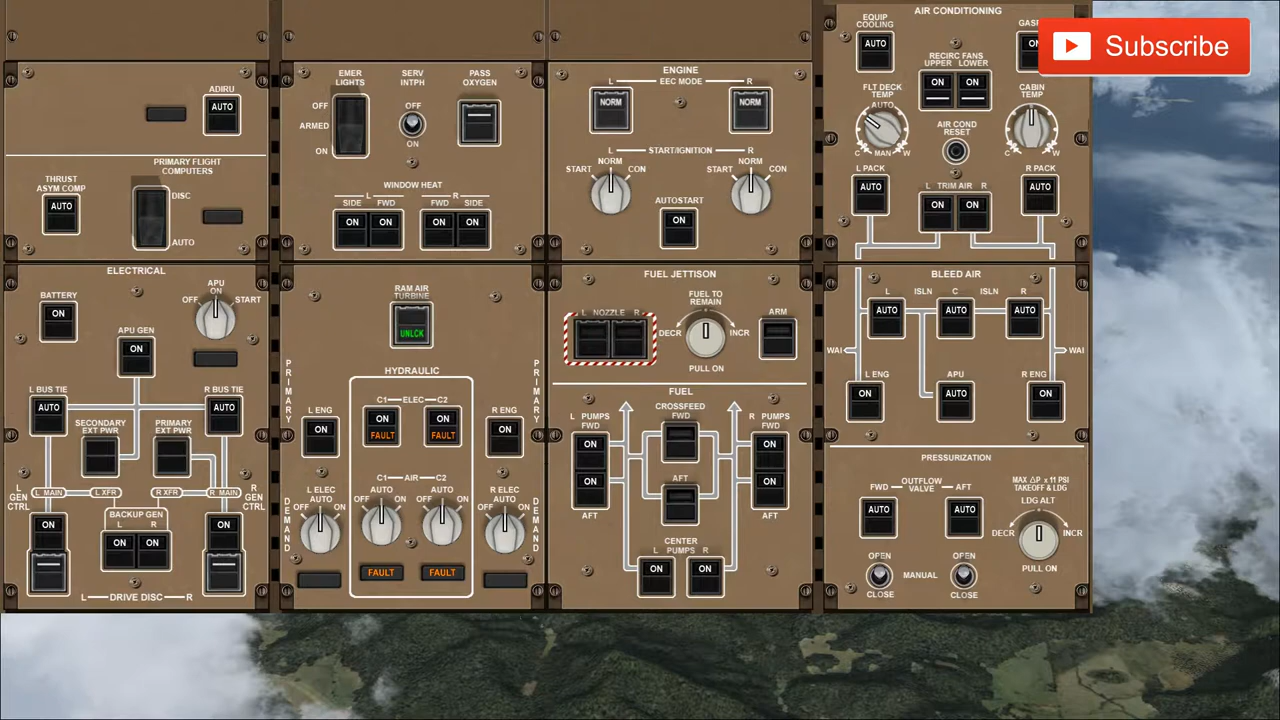 ADIRU
AUTO
PRIMARY FLIGHT
COMPUTERS
THRUST
ASYM COMP
AUTO
DISC
AUTO
EMER
LIGHTS
OFF
ARMED
ON
SERV
INTPH
OFF
ON
PASS
OXYGEN
WINDOW HEAT
L R
SIDE FWD FWD SIDE
ON ON ON ON
ENGINE
L EEC MODE R
NORM NORM
L START/IGNITION R
START NORM CON START NORM CON
AUTOSTART
ON
AIR CONDITIONING
EQUIP
COOLING
AUTO
RECIRC FANS
UPPER LOWER
ON ON
FLT DECK
TEMP
AUTO
C MAN W
AIR COND
RESET
CABIN
TEMP
C W
L PACK
AUTO
L TRIM AIR R
ON ON
R PACK
AUTO
Subscribe
ELECTRICAL
BATTERY
ON
APU
OFF ON START
APU GEN
ON
L BUS TIE
AUTO
R BUS TIE
AUTO
SECONDARY
EXT PWR
PRIMARY
EXT PWR
L MAIN L XFR R XFR R MAIN
L
GEN
CTRL
ON
R
GEN
CTRL
ON
BACKUP GEN
L R
ON ON
L DRIVE DISC R
RAM AIR
TURBINE
UNLCK
HYDRAULIC
PRIMARY
PRIMARY
L ENG
ON
C1 ELEC C2
ON ON
FAULT FAULT
R ENG
ON
DEMAND
DEMAND
L ELEC
AUTO
OFF ON
C1 AIR C2
AUTO AUTO
OFF ON OFF ON
R ELEC
AUTO
OFF ON
FAULT FAULT
FUEL JETTISON
L NOZZLE R
FUEL TO
REMAIN
DECR INCR
PULL ON
ARM
FUEL
L PUMPS
FWD
ON
ON
AFT
CROSSFEED
FWD
AFT
R PUMPS
FWD
ON
ON
AFT
CENTER
L PUMPS R
ON ON
BLEED AIR
L ISLN C ISLN R
AUTO AUTO AUTO
WAI WAI
L ENG
ON
APU
AUTO
R ENG
ON
PRESSURIZATION
FWD OUTFLOW
VALVE AFT
AUTO AUTO
MAX ΔP x 11 PSI
TAKEOFF & LDG
LDG ALT
DECR INCR
PULL ON
OPEN OPEN
MANUAL
CLOSE CLOSE